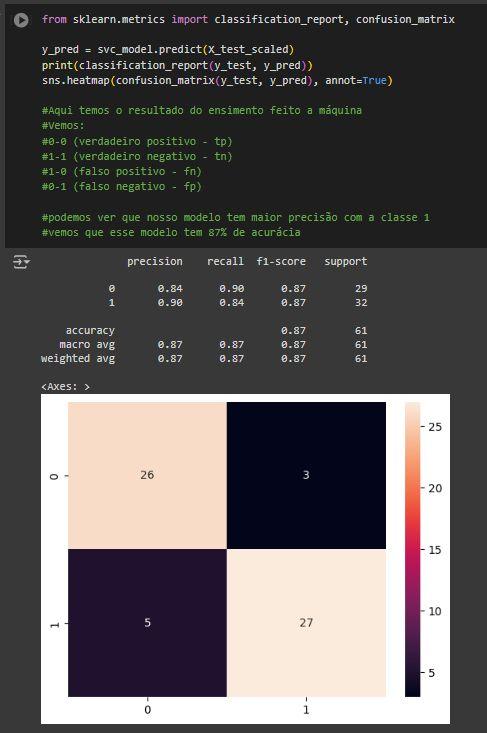 from sklearn.metrics import classification_report, confusion_matrix
y_pred = svc_model.predict(X_test_scaled)
print(classification_report(y_test, y_pred))
sns.heatmap(confusion_matrix(y_test, y_pred), annot=True)
#Aqui temos o resultado do ensimento feito a máquina
#Vemos:
#0-0 (verdadeiro positivo - tp)
#1-1 (verdadeiro negativo - tn)
#1-0 (falso positivo - fn)
#0-1 (falso negativo - fp)
#podemos ver que nosso modelo tem maior precisão com a classe 1
#vemos que esse modelo tem 87% de acurácia
precision recall f1-score support
0 0.84 0.90 0.87 29
1 0.90 0.84 0.87 32
accuracy 0.87 61
macro avg 0.87 0.87 0.87 61
weighted avg 0.87 0.87 0.87 61
<Axes: >
0
26 3
1
5 27
0 1
25
20
15
10
5